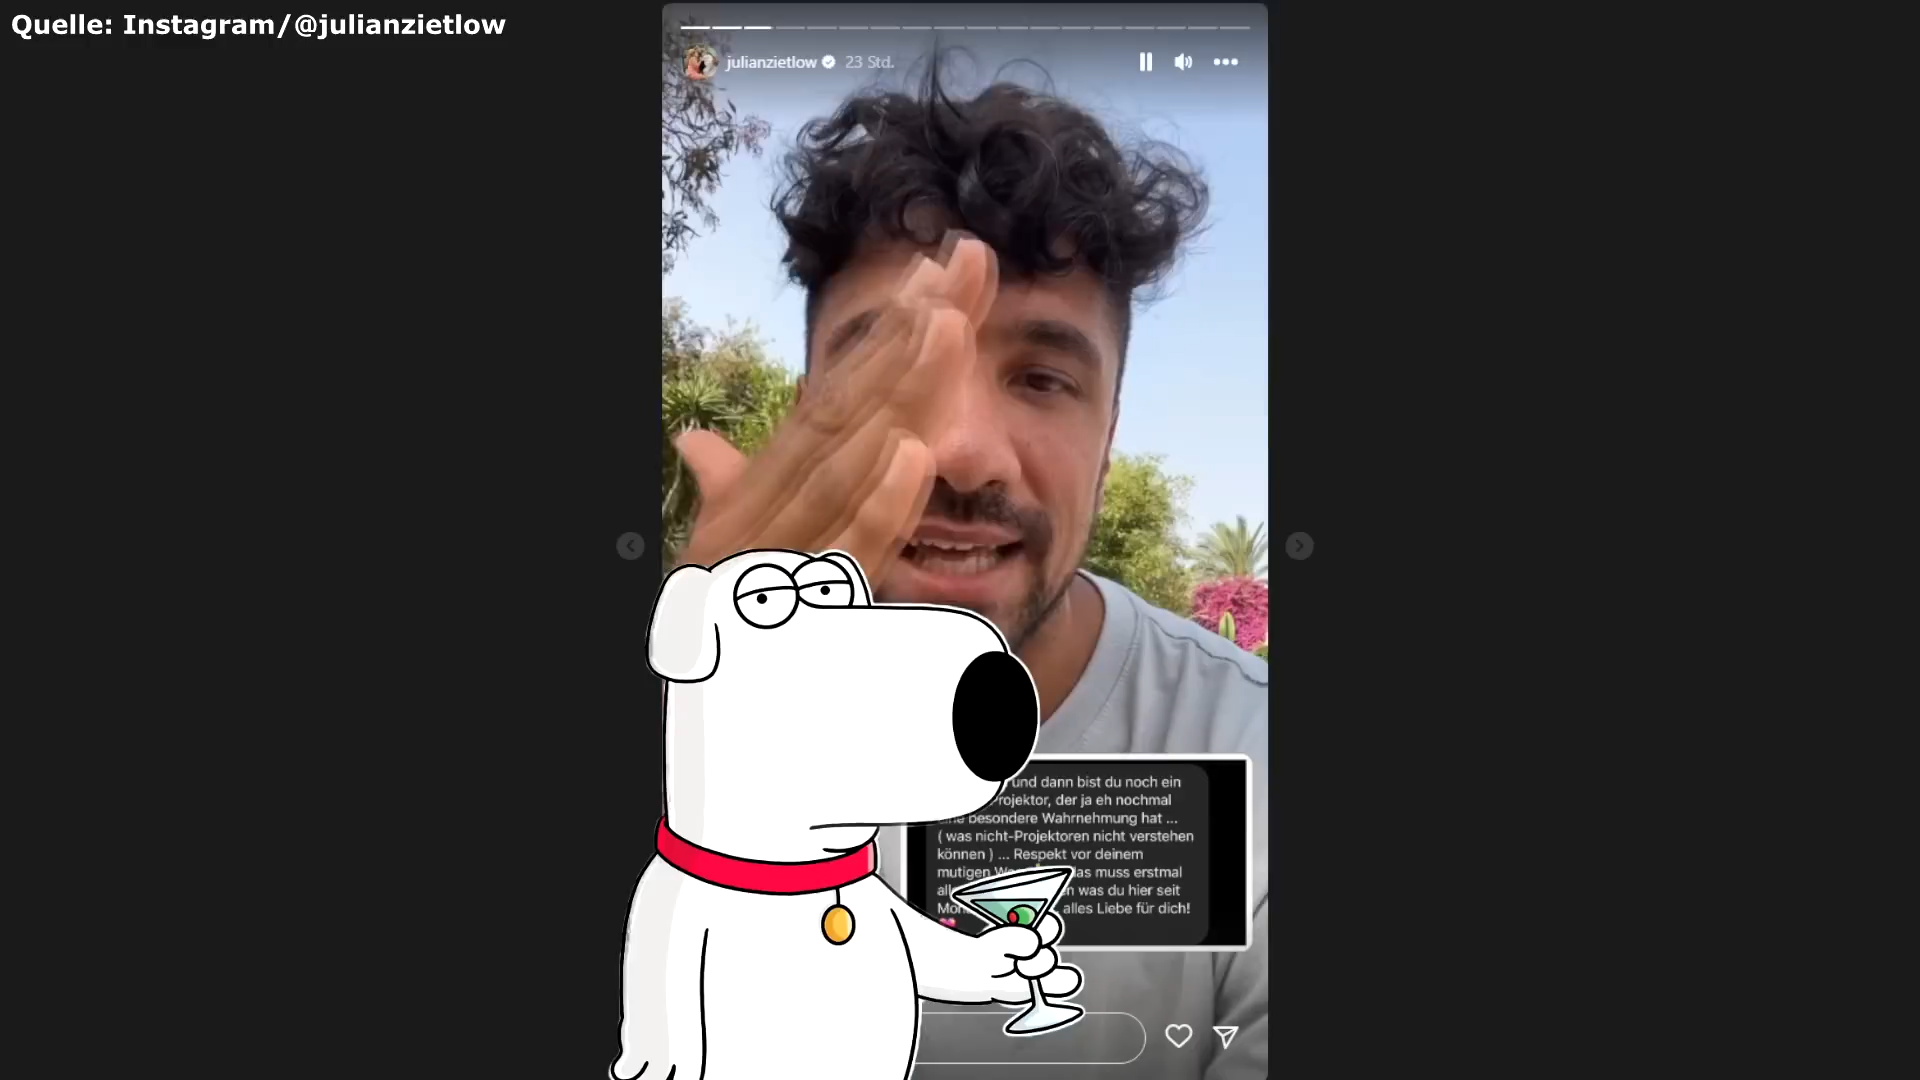 Quelle: Instagram/@julianzietlow
julianzietlow 23 Std.
und dann bist du noch ein
der ja eh nochmal
besondere Wahrnehmung hat ...
( was nicht-Projektoren nicht verstehen
können ) ... Respekt vor deinem
mutigen das muss erstmal
was du hier seit
alles Liebe für dich!